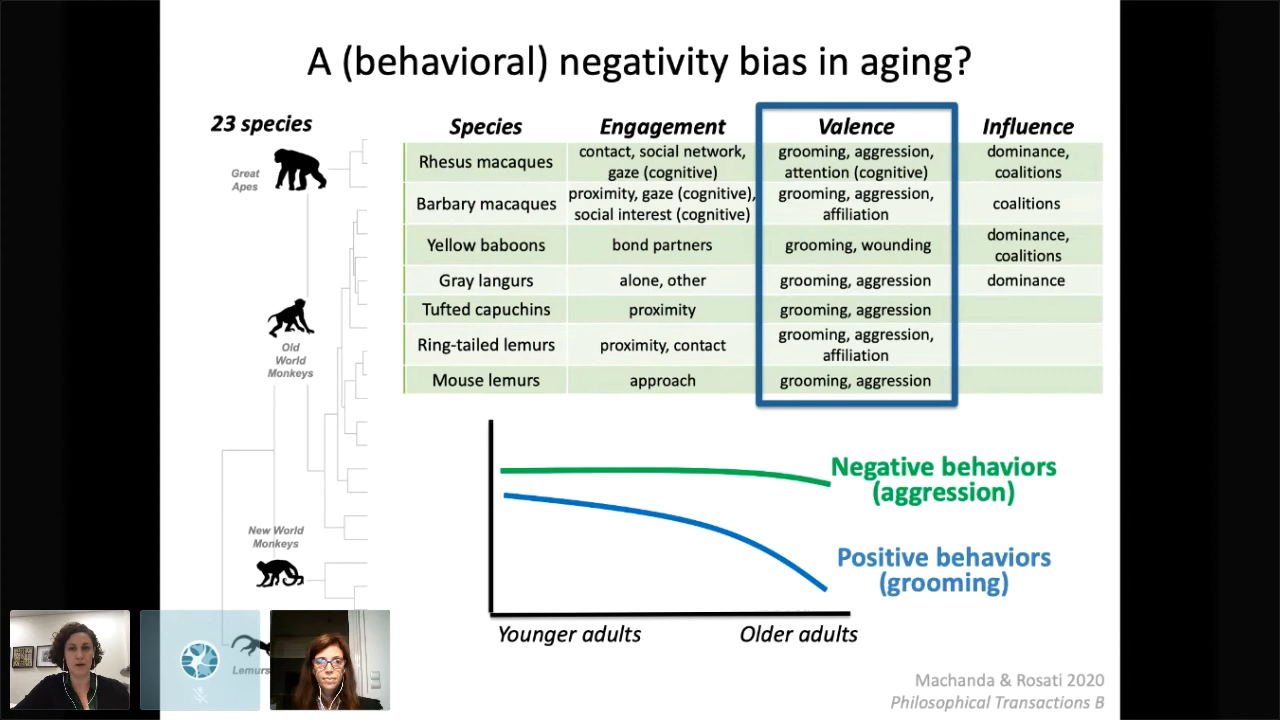 A (behavioral) negativity bias in aging?
23 species
Great
Apes
Old
World
Monkeys
New World
Monkeys
Lemurs
Species Engagement Valence Influence
Rhesus macaques
contact, social network,
gaze (cognitive)
grooming, aggression,
attention (cognitive)
dominance,
coalitions
Barbary macaques
proximity, gaze (cognitive),
social interest (cognitive)
grooming, aggression,
affiliation
coalitions
Yellow baboons
bond partners
grooming, wounding
dominance,
coalitions
Gray langurs
alone, other
grooming, aggression
dominance
Tufted capuchins
proximity
grooming, aggression
Ring-tailed lemurs
proximity, contact
grooming, aggression,
affiliation
Mouse lemurs
approach
grooming, aggression
Negative behaviors
(aggression)
Positive behaviors
(grooming)
Younger adults
Older adults
Machanda & Rosati 2020
Philosophical Transactions B